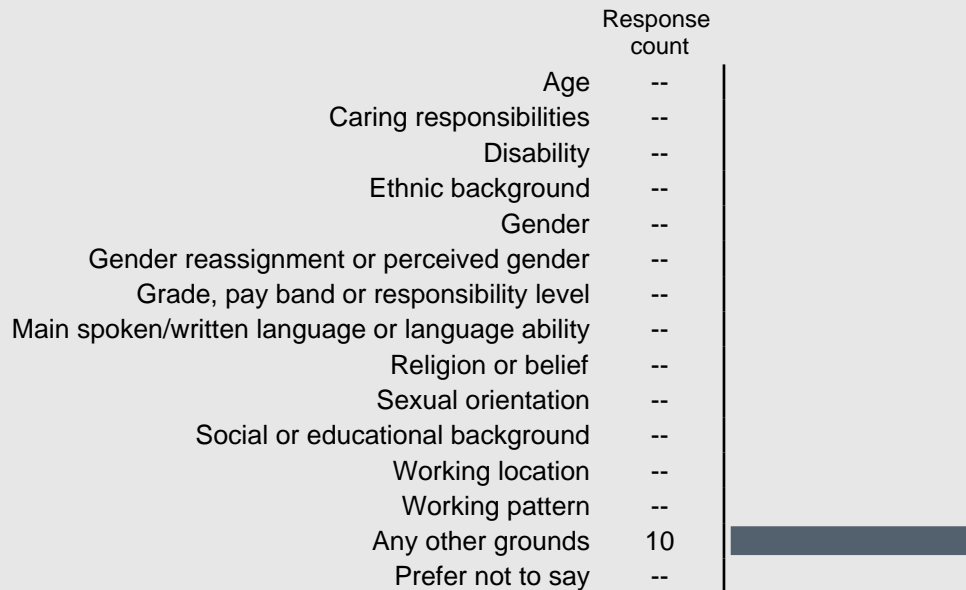 Response
count
Age --
Caring responsibilities --
Disability --
Ethnic background --
Gender --
Gender reassignment or perceived gender --
Grade, pay band or responsibility level --
Main spoken/written language or language ability --
Religion or belief --
Sexual orientation --
Social or educational background --
Working location --
Working pattern --
Any other grounds 10
Prefer not to say --